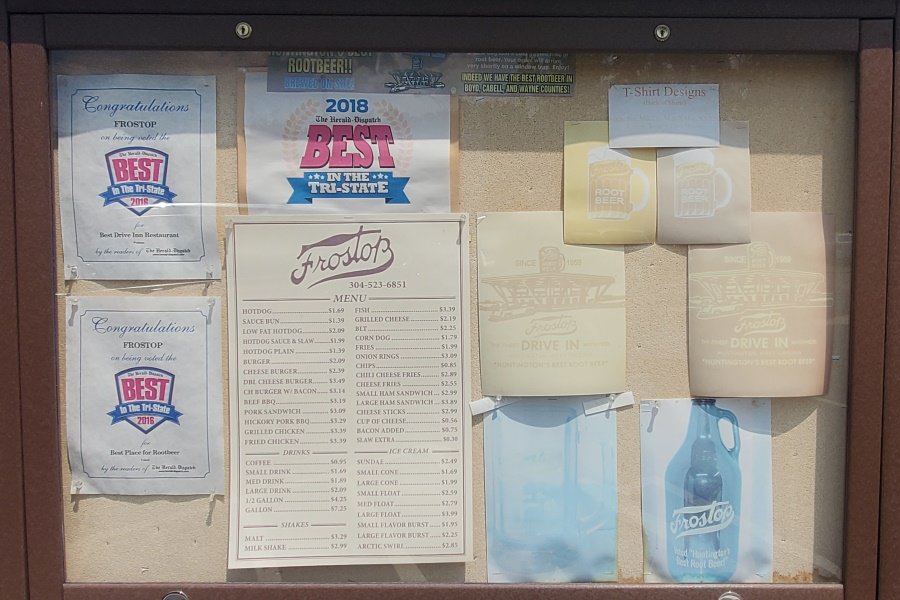 Congratulations
FROSTOP
on being voted the
The Herald-Dispatch
BEST
In The Tri-State
2016
for
Best Drive Inn Restaurant
by the readers of The Herald-Dispatch
Congratulations
FROSTOP
on being voted the
The Herald-Dispatch
BEST
In The Tri-State
2016
for
Best Place for Rootbeer
by the readers of The Herald-Dispatch
HUNTINGTON'S BEST
ROOTBEER!!
BREWED ON SITE!
very shortly on a window tray. Enjoy!
INDEED WE HAVE THE BEST ROOTBEER IN
BOYD, CABELL, AND WAYNE COUNTIES!
2018
The Herald-Dispatch
BEST
IN THE
TRI-STATE
Frostop
304-523-6851
MENU
HOTDOG $1.69
SAUCE BUN $1.39
LOW FAT HOTDOG $2.09
HOTDOG SAUCE & SLAW $1.99
HOTDOG PLAIN $1.39
BURGER $2.09
CHEESE BURGER $2.39
DBL CHEESE BURGER $3.49
CH BURGER W/ BACON $3.14
BEEF BBQ $3.19
PORK SANDWICH $3.09
HICKORY PORK BBQ $3.29
GRILLED CHICKEN $3.39
FRIED CHICKEN $3.39
DRINKS
COFFEE $0.95
SMALL DRINK $1.69
MED DRINK $1.89
LARGE DRINK $2.09
1/2 GALLON $4.25
GALLON $7.25
SHAKES
MALT $3.29
MILK SHAKE $2.99
FISH $3.39
GRILLED CHEESE $2.19
BLT $2.25
CORN DOG $1.79
FRIES $1.99
ONION RINGS $3.09
CHIPS $0.85
CHILI CHEESE FRIES $2.89
CHEESE FRIES $2.55
SMALL HAM SANDWICH $2.99
LARGE HAM SANDWICH $3.89
CHEESE STICKS $2.99
CUP OF CHEESE $0.56
BACON ADDED $0.75
SLAW EXTRA $0.30
ICE CREAM
SUNDAE $2.49
SMALL CONE $1.69
LARGE CONE $1.99
SMALL FLOAT $2.59
MED FLOAT $2.79
LARGE FLOAT $3.99
SMALL FLAVOR BURST $1.95
LARGE FLAVOR BURST $2.25
ARCTIC SWIRL $2.85
T-Shirt Designs
(Back of Shirt)
ROOT
BEER
ROOT
BEER
SINCE 1959
Frostop
DRIVE IN
"HUNTINGTON'S BEST ROOT BEER"
SINCE 1959
Frostop
DRIVE IN
"HUNTINGTON'S BEST ROOT BEER"
Frostop
Voted "Huntington's
Best Root Beer"